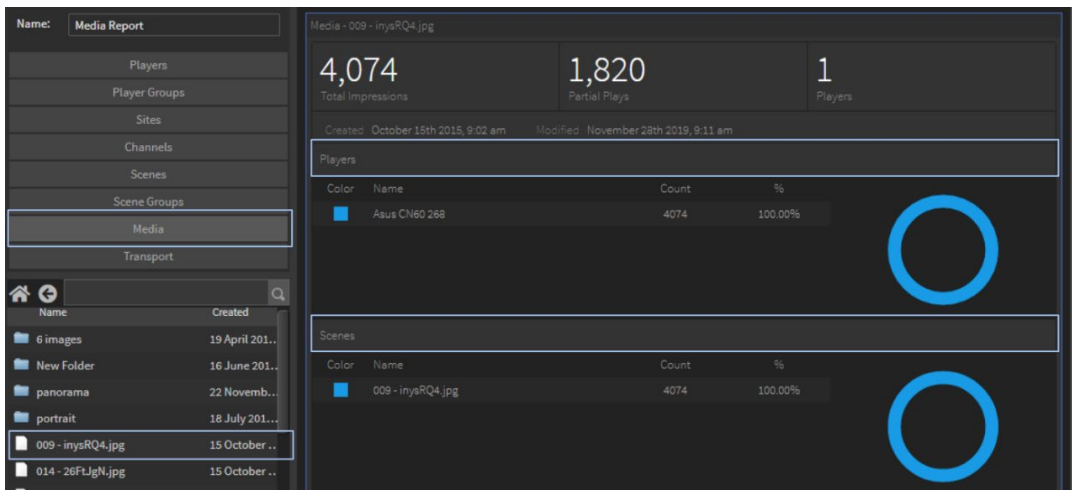 Name: Media Report
Players
Player Groups
Sites
Channels
Scenes
Scene Groups
Media
Transport
Name Created
6 images 19 April 201...
New Folder 16 June 201...
panorama 22 Novemb...
portrait 18 July 201...
009 - inysRQ4.jpg 15 October ...
014 - 26FtJgN.jpg 15 October ...
Media - 009 - inysRQ4.jpg
4,074 1,820 1
Total Impressions Partial Plays Players
Created October 15th 2015, 9:02 am Modified November 28th 2019, 9:11 am
Players
Color Name Count %
Asus CN60 268 4074 100.00%
Scenes
Color Name Count %
009 - inysRQ4.jpg 4074 100.00%